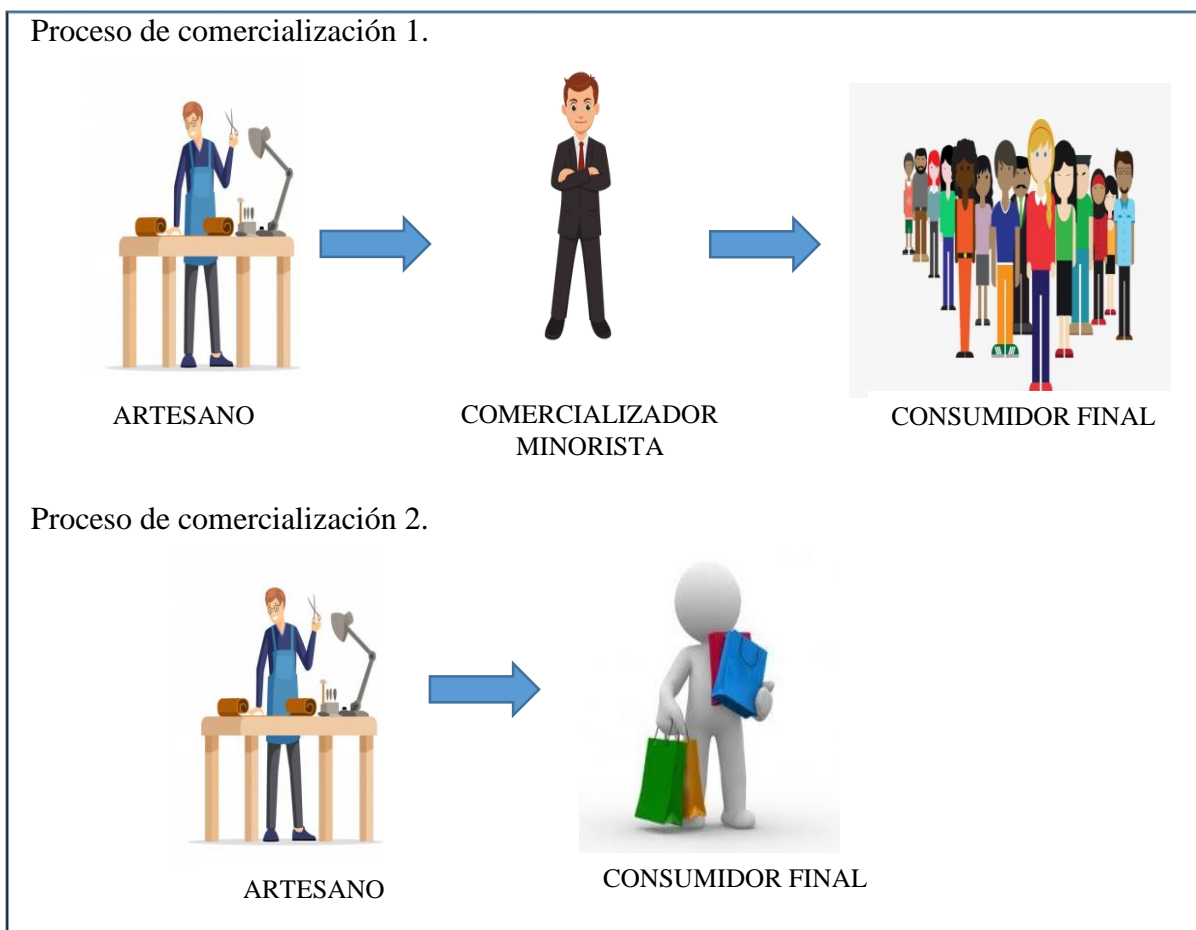 Proceso de comercialización 1.
ARTESANO
COMERCIALIZADOR
MINORISTA
CONSUMIDOR FINAL
Proceso de comercialización 2.
ARTESANO
CONSUMIDOR FINAL